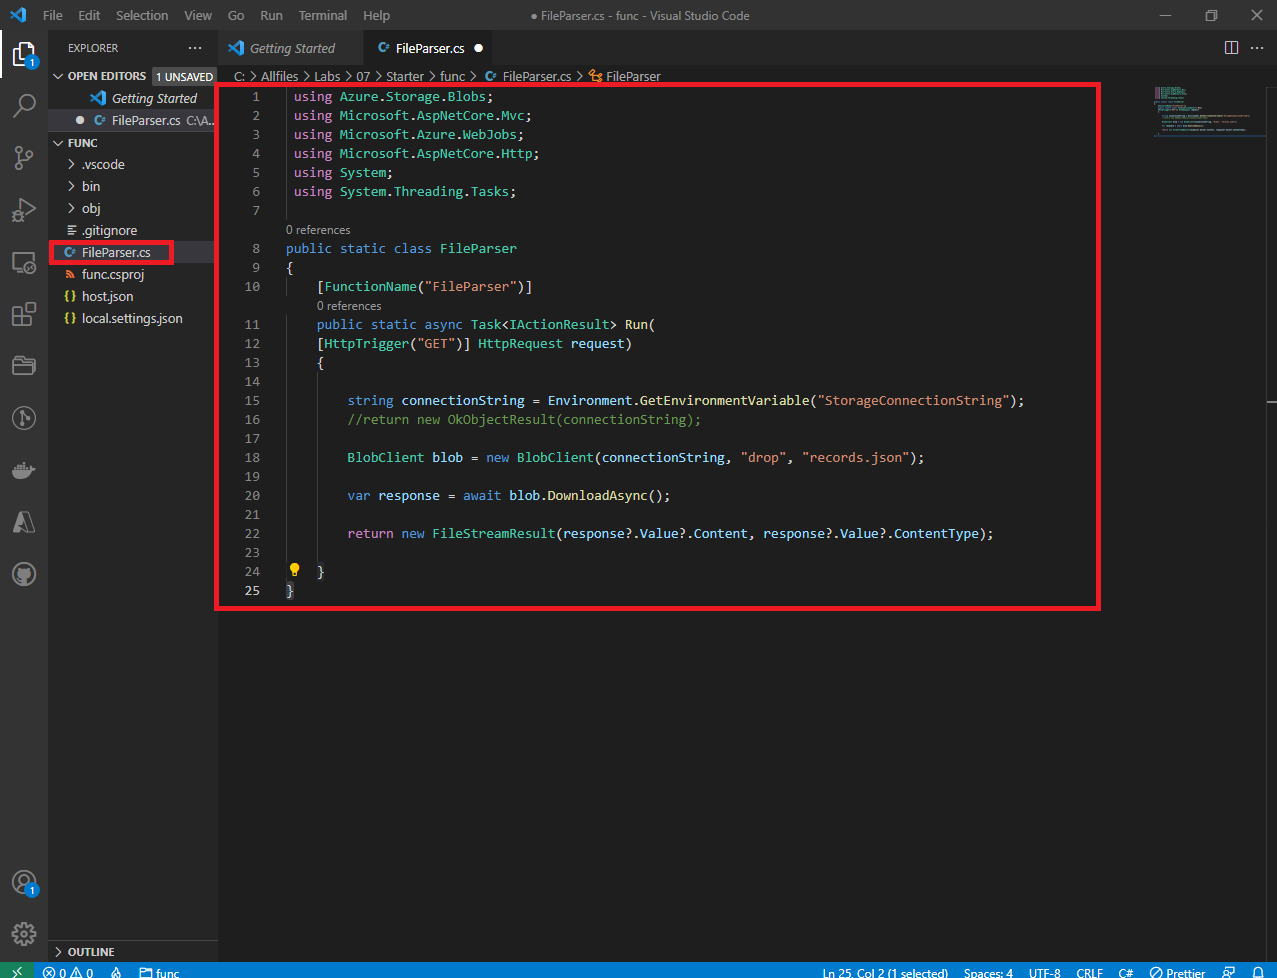 File Edit Selection View Go Run Terminal Help ● FileParser.cs - func - Visual Studio Code
EXPLORER ···
Getting Started
FileParser.cs ●
OPEN EDITORS 1 UNSAVED
Getting Started
● FileParser.cs C:\A...
FUNC
.vscode
bin
obj
.gitignore
FileParser.cs
func.csproj
host.json
local.settings.json
OUTLINE
C: > Allfiles > Labs > 07 > Starter > func > FileParser.cs > FileParser
1 using Azure.Storage.Blobs;
2 using Microsoft.AspNetCore.Mvc;
3 using Microsoft.Azure.WebJobs;
4 using Microsoft.AspNetCore.Http;
5 using System;
6 using System.Threading.Tasks;
7
0 references
8 public static class FileParser
9 {
10 [FunctionName("FileParser")]
0 references
11 public static async Task<IActionResult> Run(
12 [HttpTrigger("GET")] HttpRequest request)
13 {
14
15 string connectionString = Environment.GetEnvironmentVariable("StorageConnectionString");
16 //return new OkObjectResult(connectionString);
17
18 BlobClient blob = new BlobClient(connectionString, "drop", "records.json");
19
20 var response = await blob.DownloadAsync();
21
22 return new FileStreamResult(response?.Value?.Content, response?.Value?.ContentType);
23
24 }
25 }
1
1
0 0 func Ln 25, Col 2 (1 selected) Spaces: 4 UTF-8 CRLF C# Prettier